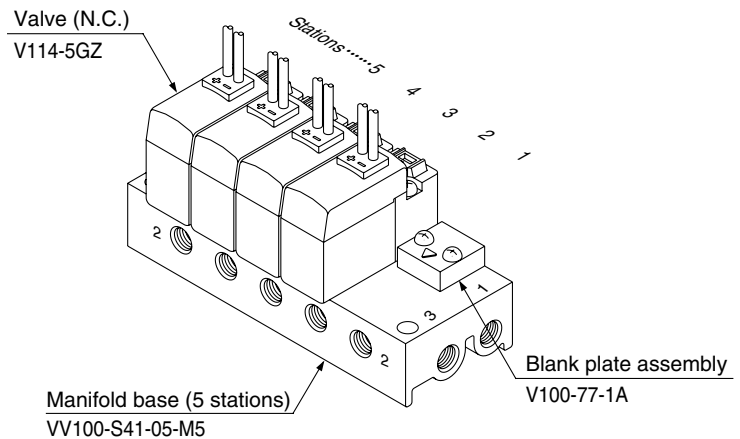 Valve (N.C.)
V114-5GZ
Stations······5 4 3 2 1
+ -
+ -
+ -
+ -
2
2
3
1
Blank plate assembly
V100-77-1A
Manifold base (5 stations)
VV100-S41-05-M5